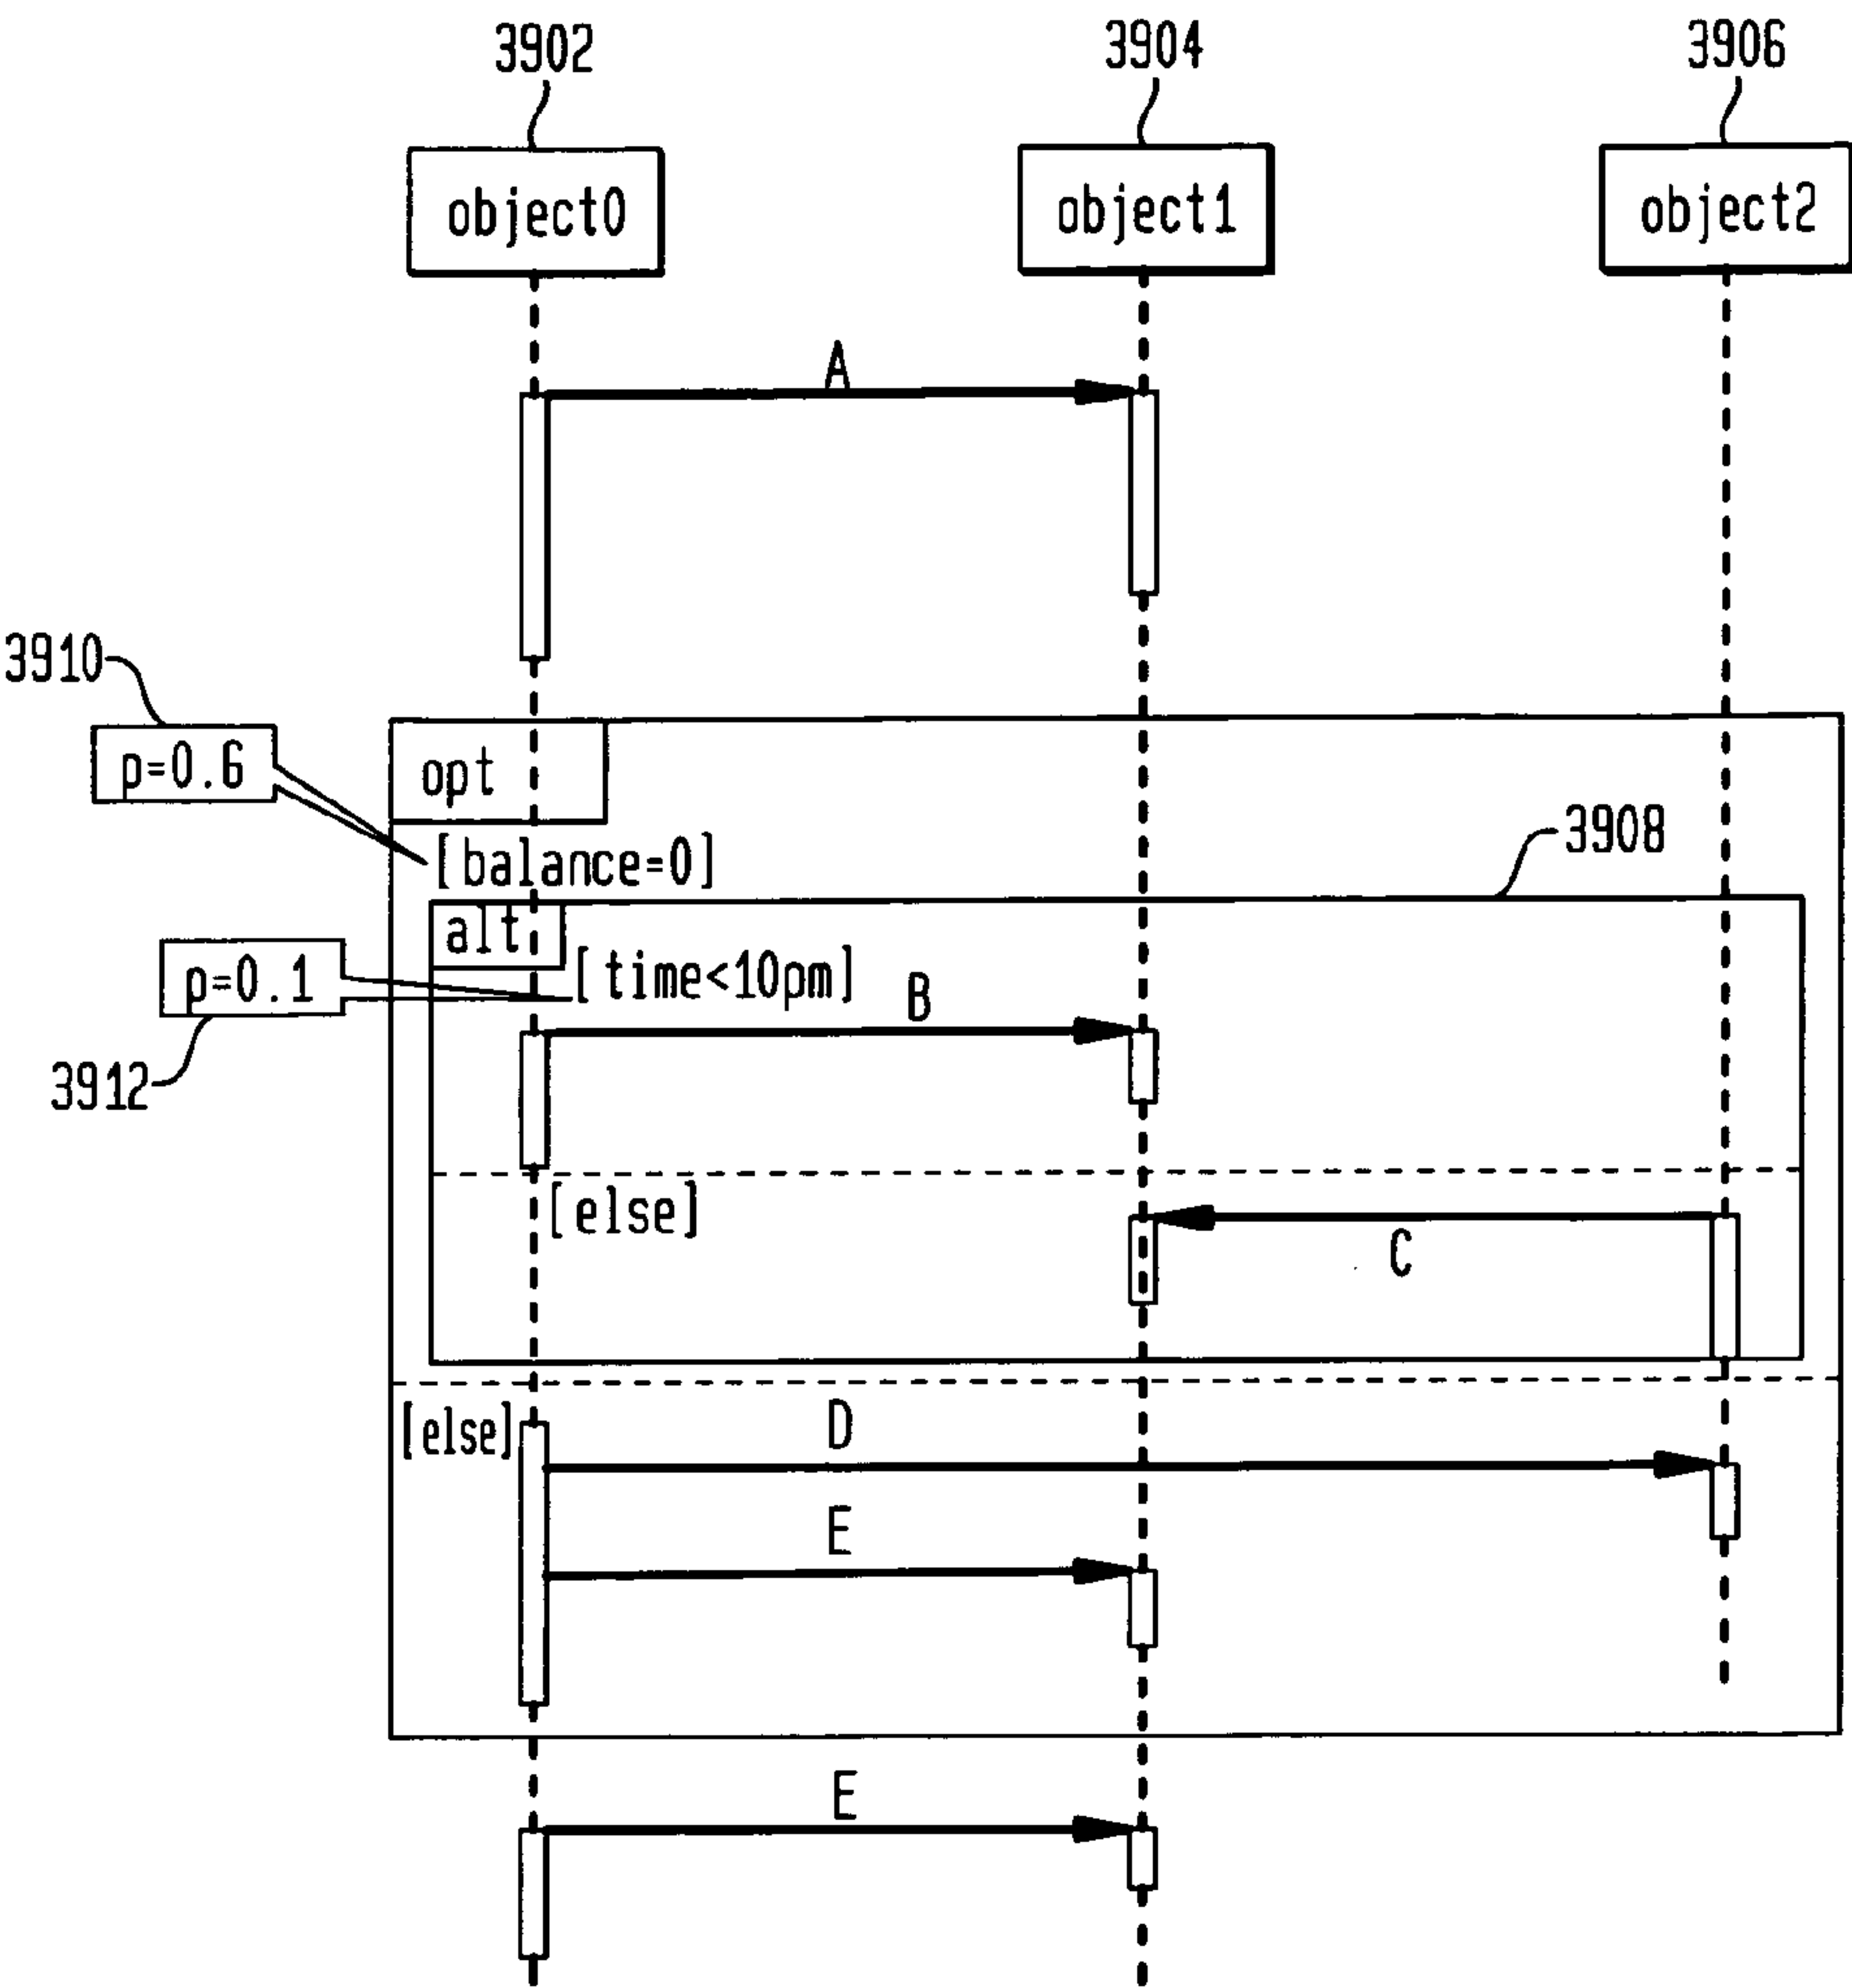 3902
3904
3906
object0
object1
object2
A
3910
p=0.6
opt
[balance=0]
3908
alt
[time<10pm]
p=0.1
B
3912
[else]
C
[else]
D
E
E